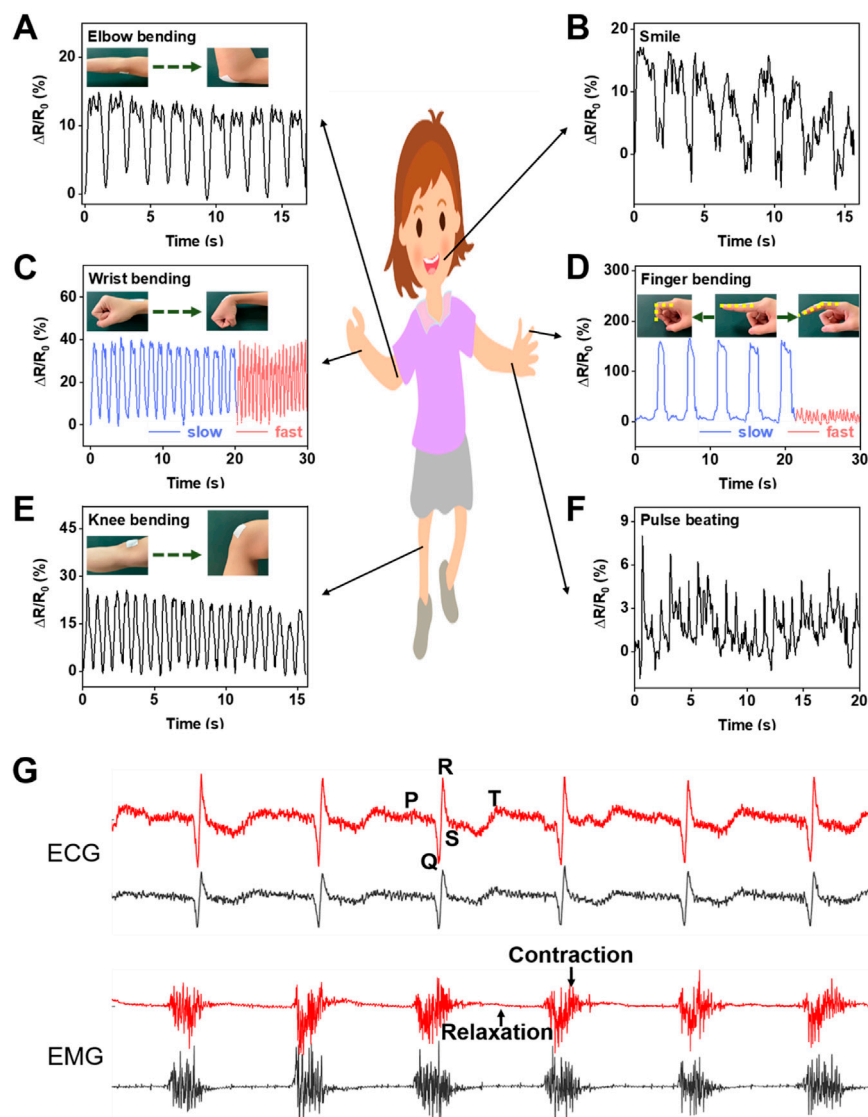 A
Elbow bending
ΔR/R₀ (%)
20
10
0
0
5
10
15
Time (s)
B
Smile
ΔR/R₀ (%)
20
10
0
0
5
10
15
Time (s)
C
Wrist bending
ΔR/R₀ (%)
60
40
20
0
slow
fast
0
10
20
30
Time (s)
D
Finger bending
ΔR/R₀ (%)
300
200
100
0
slow
fast
0
10
20
30
Time (s)
E
Knee bending
ΔR/R₀ (%)
45
30
15
0
0
5
10
15
Time (s)
F
Pulse beating
ΔR/R₀ (%)
9
6
3
0
0
5
10
15
20
Time (s)
G
ECG
P
R
T
S
Q
Contraction
Relaxation
EMG